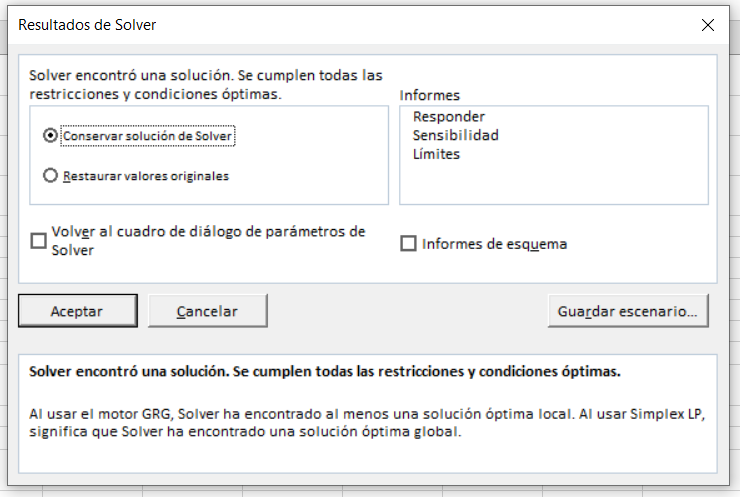 Resultados de Solver
Solver encontró una solución. Se cumplen todas las
restricciones y condiciones óptimas.
Conservar solución de Solver
Restaurar valores originales
Informes
Responder
Sensibilidad
Límites
Volver al cuadro de diálogo de parámetros de
Solver
Informes de esquema
Aceptar
Cancelar
Guardar escenario...
Solver encontró una solución. Se cumplen todas las restricciones y condiciones óptimas.
Al usar el motor GRG, Solver ha encontrado al menos una solución óptima local. Al usar Simplex LP,
significa que Solver ha encontrado una solución óptima global.